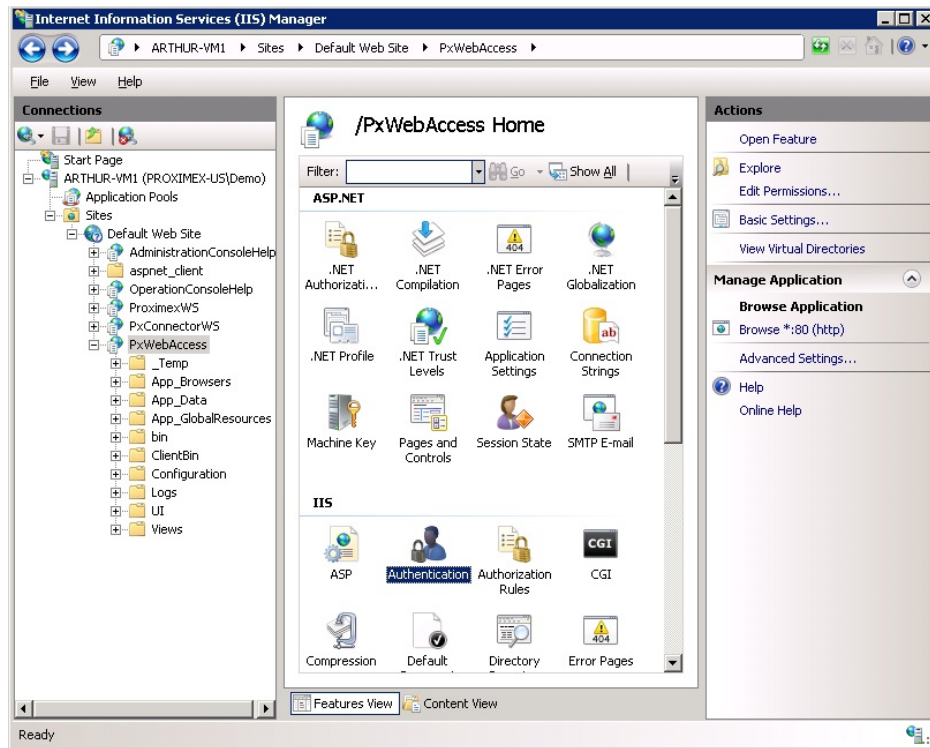 Internet Information Services (IIS) Manager
ARTHUR-VM1 Sites Default Web Site PxWebAccess
File View Help
Connections
Start Page
ARTHUR-VM1 (PROXIMEX-US\Demo)
Application Pools
Sites
Default Web Site
AdministrationConsoleHelp
aspnet_client
OperationConsoleHelp
ProximexWS
PxConnectorWS
PxWebAccess
_Temp
App_Browsers
App_Data
App_GlobalResources
bin
ClientBin
Configuration
Logs
UI
Views
/PxWebAccess Home
Filter: Go Show All
ASP.NET
.NET Authorizati...
.NET Compilation
404
.NET Error Pages
.NET Globalization
.NET Profile
.NET Trust Levels
Application Settings
ab
Connection Strings
Machine Key
Pages and Controls
Session State
SMTP E-mail
IIS
ASP
Authentication
Authorization Rules
CGI
CGI
Compression
Default
Directory
404
Error Pages
Features View Content View
Actions
Open Feature
Explore
Edit Permissions...
Basic Settings...
View Virtual Directories
Manage Application
Browse Application
Browse *:80 (http)
Advanced Settings...
Help
Online Help
Ready